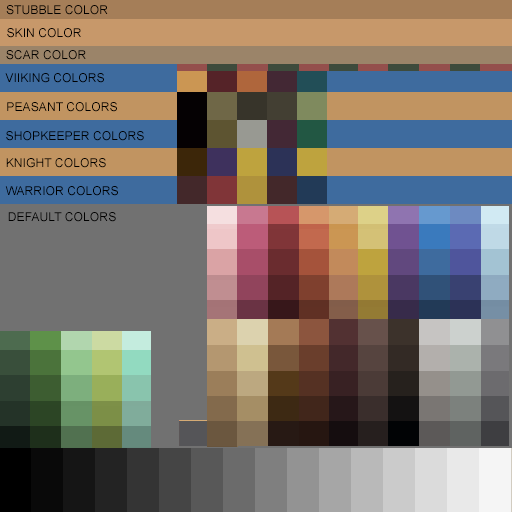 STUBBLE COLOR
SKIN COLOR
SCAR COLOR
VIIKING COLORS
PEASANT COLORS
SHOPKEEPER COLORS
KNIGHT COLORS
WARRIOR COLORS
DEFAULT COLORS